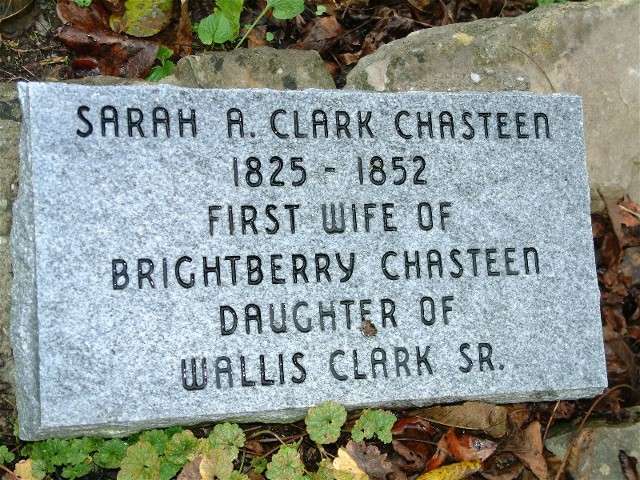 SARAH A. CLARK CHASTEEN
1825 - 1852
FIRST WIFE OF
BRIGHTBERRY CHASTEEN
DAUGHTER OF
WALLIS CLARK SR.